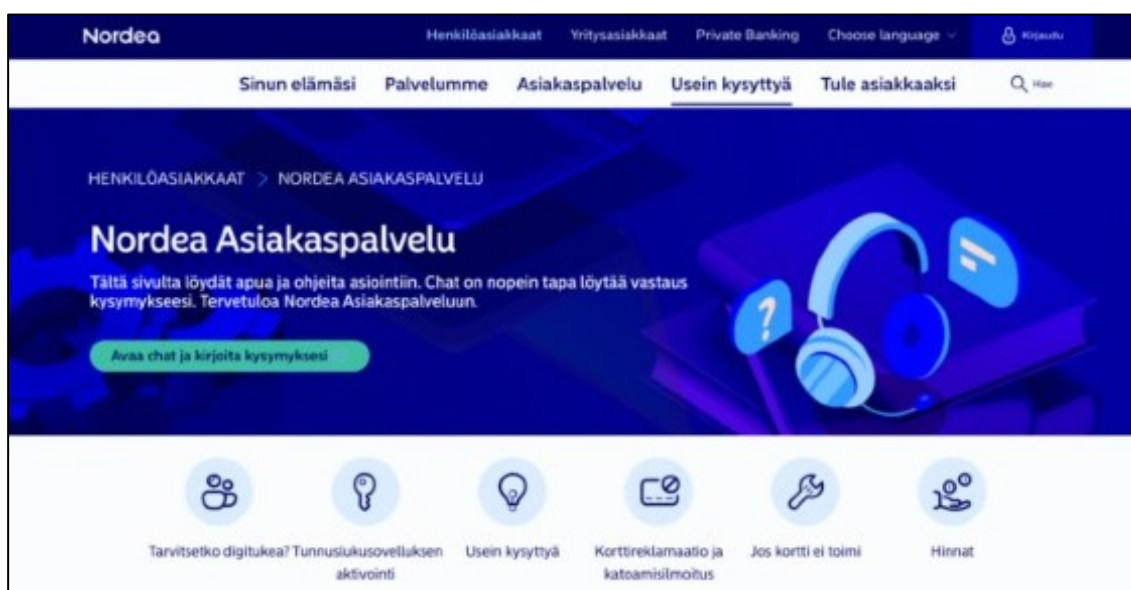 Nordea
Henkilöasiakkaat Yritysasiakkaat Private Banking Choose language Kirjaudu
Sinun elämäsi Palvelumme Asiakaspalvelu Usein kysyttyä Tule asiakkaaksi Hae
HENKILÖASIAKKAAT > NORDEA ASIAKASPALVELU
Nordea Asiakaspalvelu
Tältä sivulta löydät apua ja ohjeita asiointiin. Chat on nopein tapa löytää vastaus
kysymykseesi. Tervetuloa Nordea Asiakaspalveluun.
?
Avaa chat ja kirjoita kysymyksesi
Tarvitsetko digitukea? Tunnuslukusovelluksen Usein kysyttyä Korttireklamaatio ja Jos kortti ei toimi Hinnat
aktivointi katoamisilmoitus